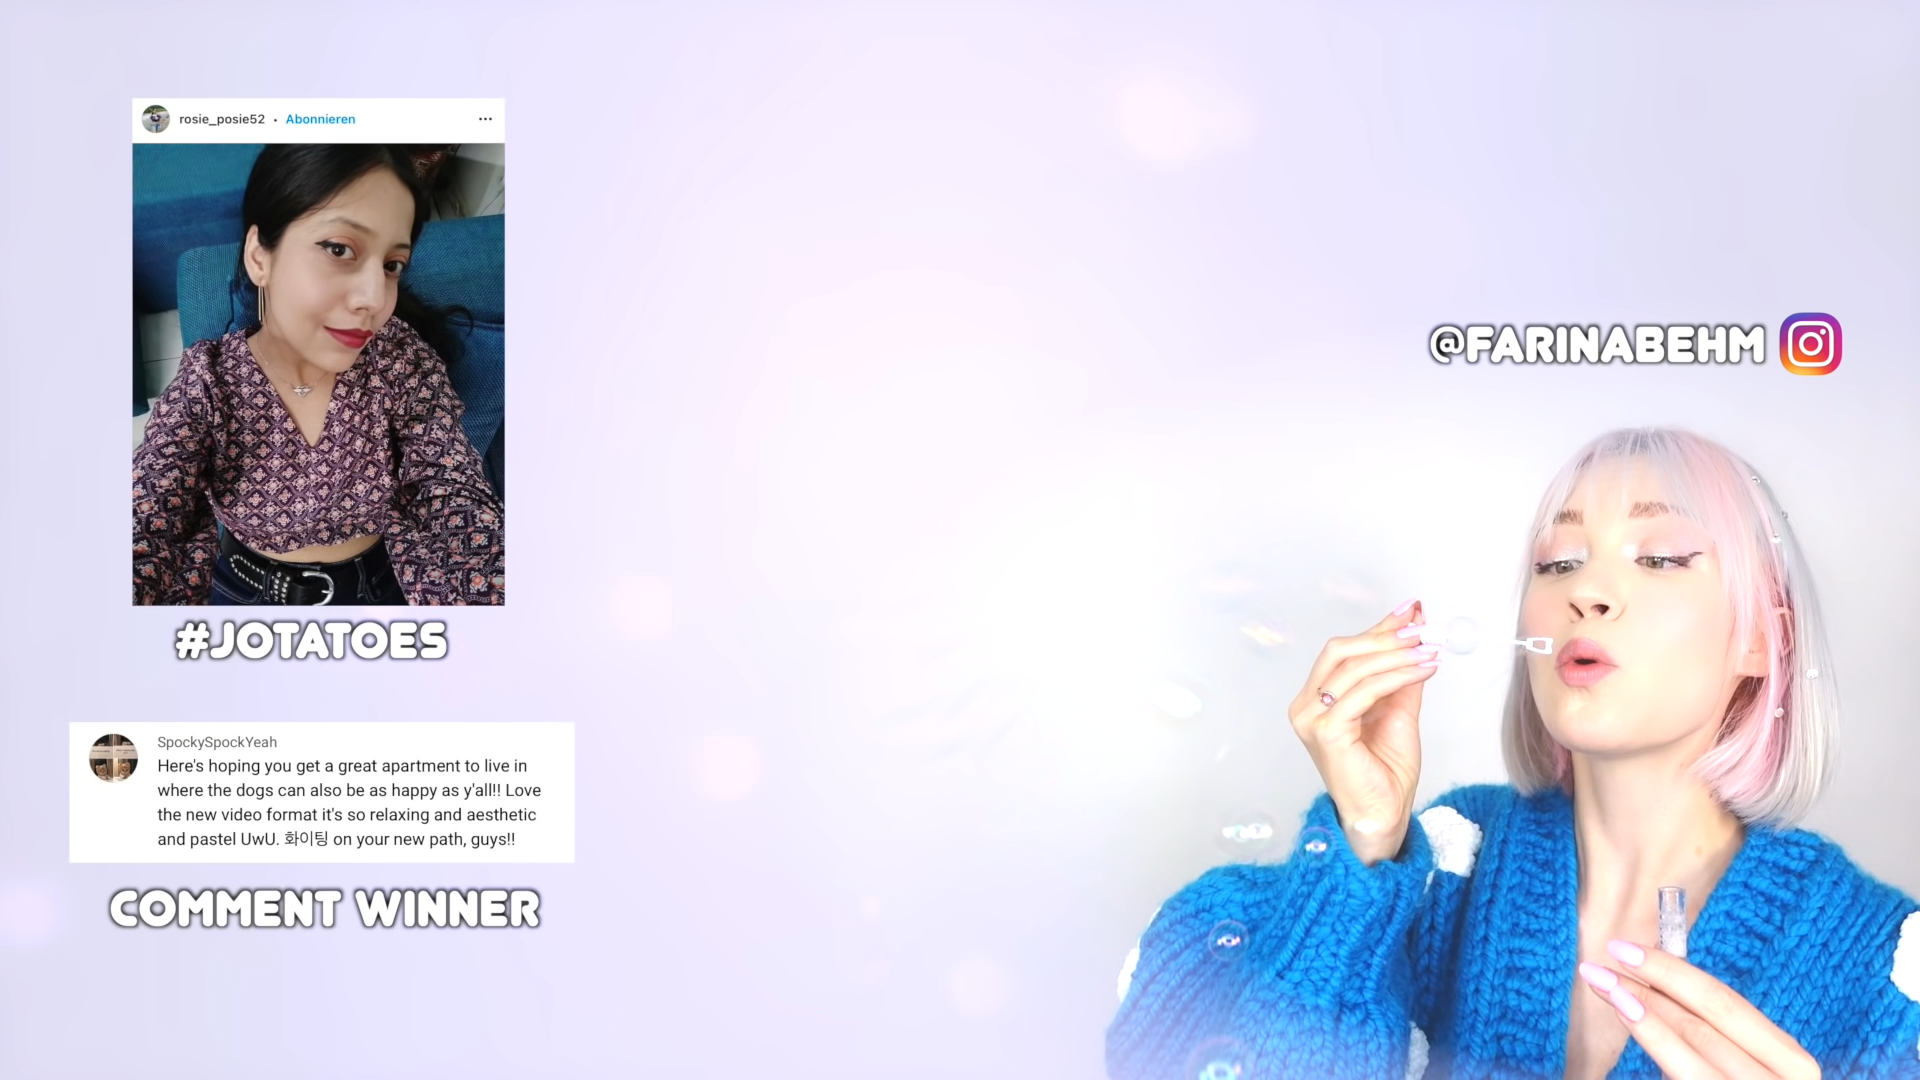 rosie_posie52 • Abonnieren
#JOTATOES
SpockySpockYeah
Here's hoping you get a great apartment to live in
where the dogs can also be as happy as y'all!! Love
the new video format it's so relaxing and aesthetic
and pastel UwU. 화이팅 on your new path, guys!!
COMMENT WINNER
@FARINABEHM